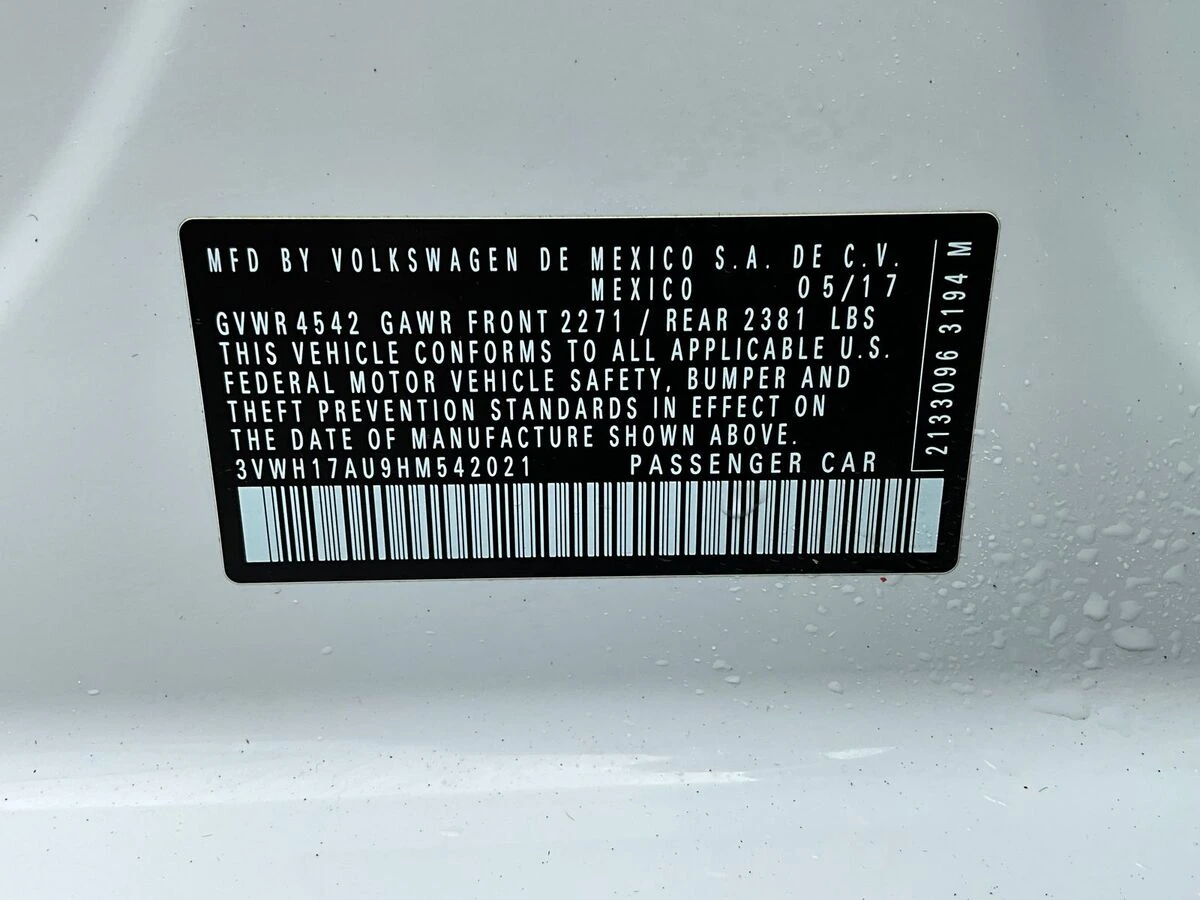 MFD BY VOLKSWAGEN DE MEXICO S.A. DE C.V.
MEXICO 05/17
GVWR 4542 GAWR FRONT 2271 / REAR 2381 LBS
THIS VEHICLE CONFORMS TO ALL APPLICABLE U.S.
FEDERAL MOTOR VEHICLE SAFETY, BUMPER AND
THEFT PREVENTION STANDARDS IN EFFECT ON
THE DATE OF MANUFACTURE SHOWN ABOVE.
3VWH17AU9HM542021 PASSENGER CAR
2133096 3194 M